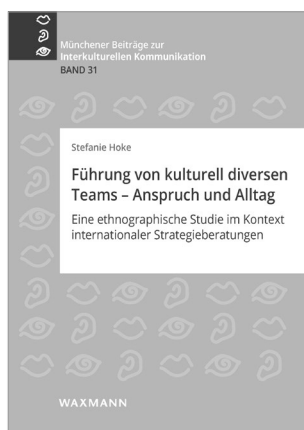 Münchener Beiträge zur
Interkulturellen Kommunikation
BAND 31
Stefanie Hoke
Führung von kulturell diversen
Teams – Anspruch und Alltag
Eine ethnographische Studie im Kontext
internationaler Strategieberatungen
WAXMANN